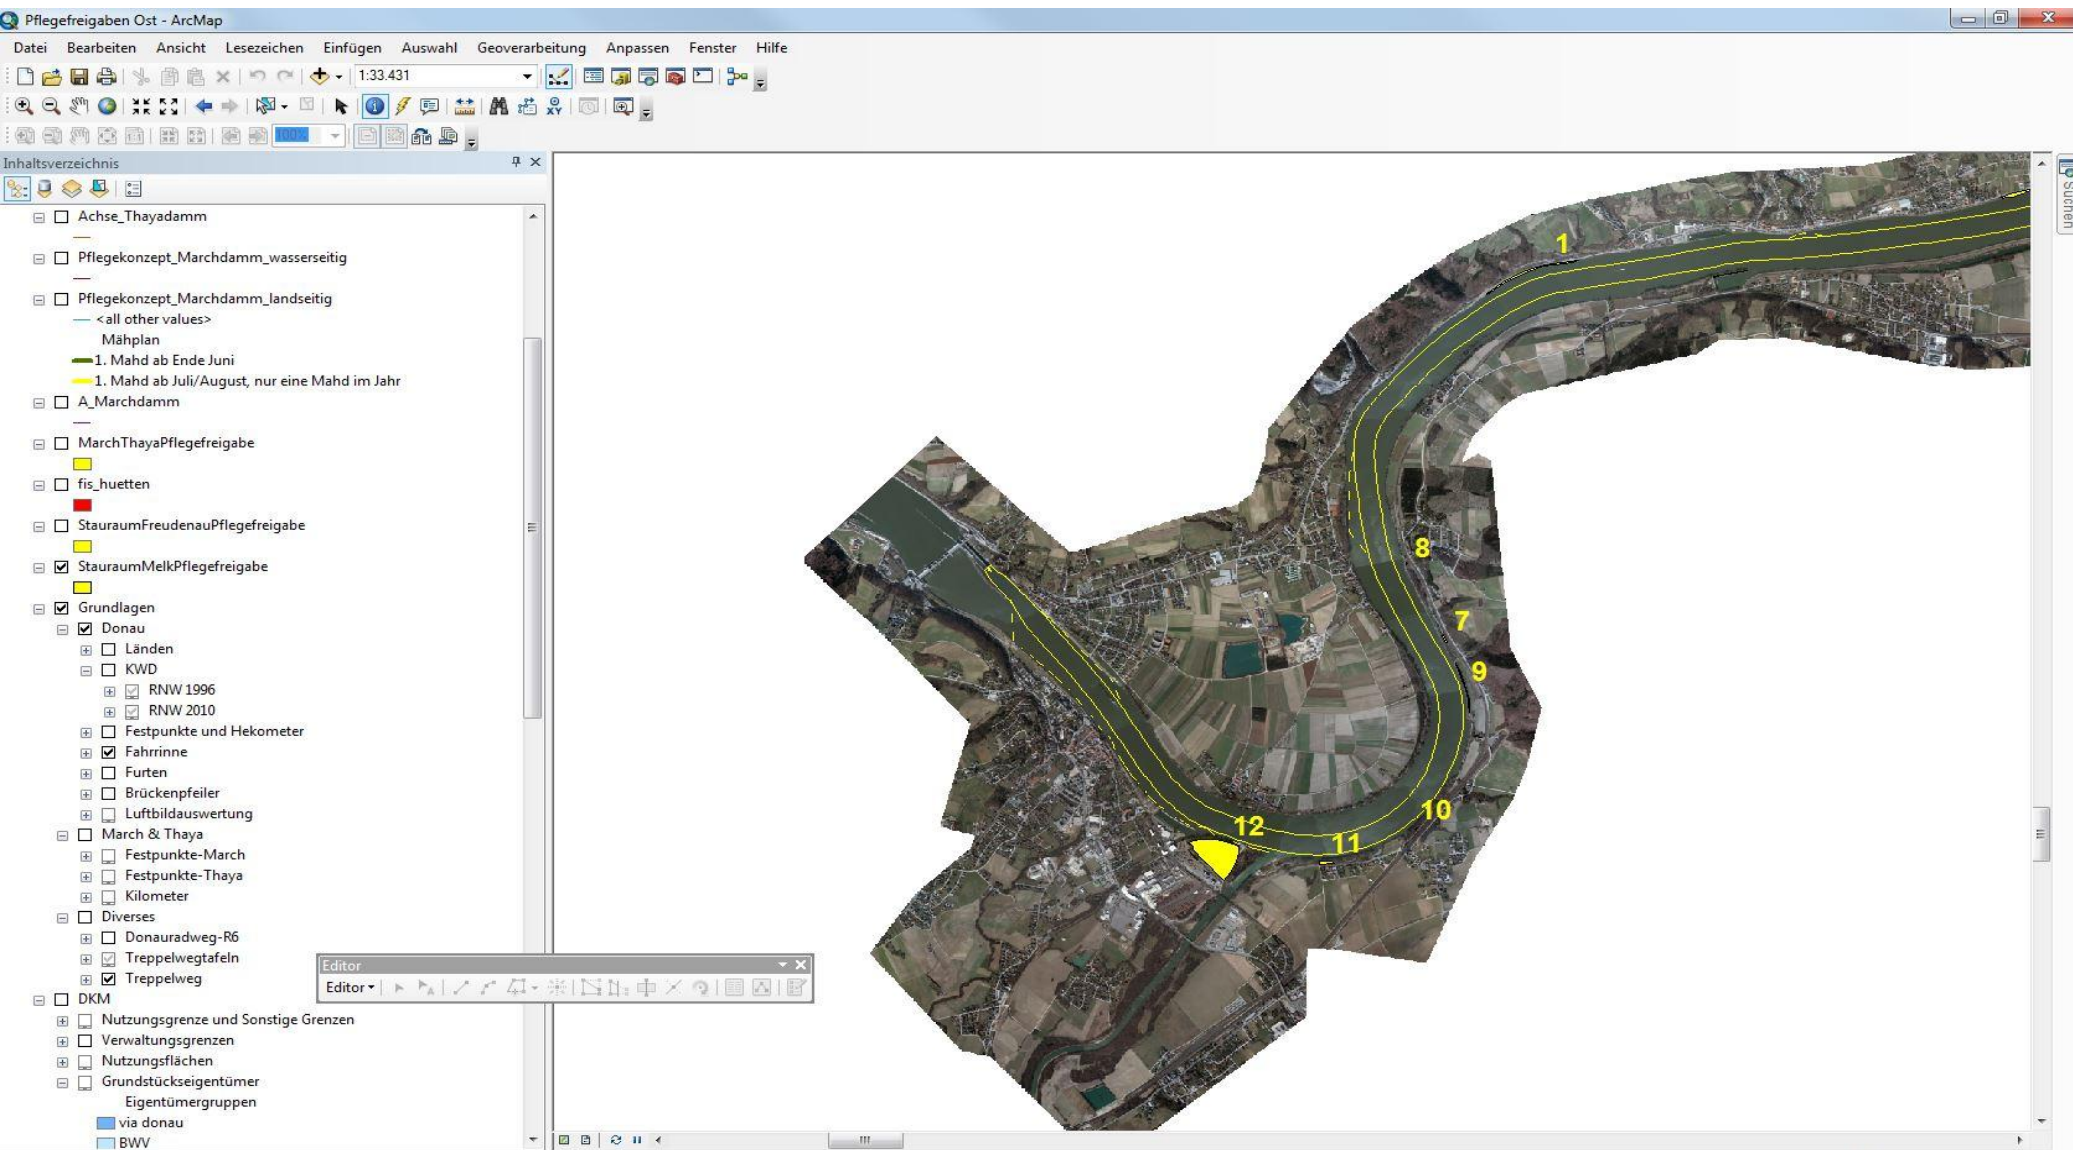 Pflegefreigaben Ost - ArcMap
Datei Bearbeiten Ansicht Lesezeichen Einfügen Auswahl Geoverarbeitung Anpassen Fenster Hilfe
1:33.431
100%
Inhaltsverzeichnis
Suchen
Achse_Thayadamm
Pflegekonzept_Marchdamm_wasserseitig
Pflegekonzept_Marchdamm_landseitig
<all other values>
Mähplan
1. Mahd ab Ende Juni
1. Mahd ab Juli/August, nur eine Mahd im Jahr
A_Marchdamm
MarchThayaPflegefreigabe
fis_huetten
StauraumFreudenauPflegefreigabe
StauraumMelkPflegefreigabe
Grundlagen
Donau
Länden
KWD
RNW 1996
RNW 2010
Festpunkte und Hekometer
Fahrrinne
Furten
Brückenpfeiler
Luftbildauswertung
March & Thaya
Festpunkte-March
Festpunkte-Thaya
Kilometer
Diverses
Donauradweg-R6
Treppelwegtafeln
Treppelweg
DKM
Nutzungsgrenze und Sonstige Grenzen
Verwaltungsgrenzen
Nutzungsflächen
Grundstückseigentümer
Eigentümergruppen
via donau
BWV
Editor
Editor
1
8
7
9
10
12
11